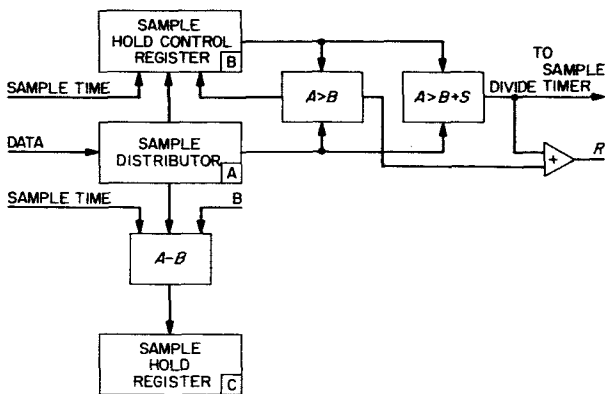 SAMPLE
HOLD CONTROL
REGISTER
B
TO
SAMPLE
TIMER
SAMPLE TIME
A>B
A>B+S
DIVIDE
DATA
SAMPLE
DISTRIBUTOR
A
+
R
SAMPLE TIME
B
A-B
SAMPLE
HOLD
REGISTER
C